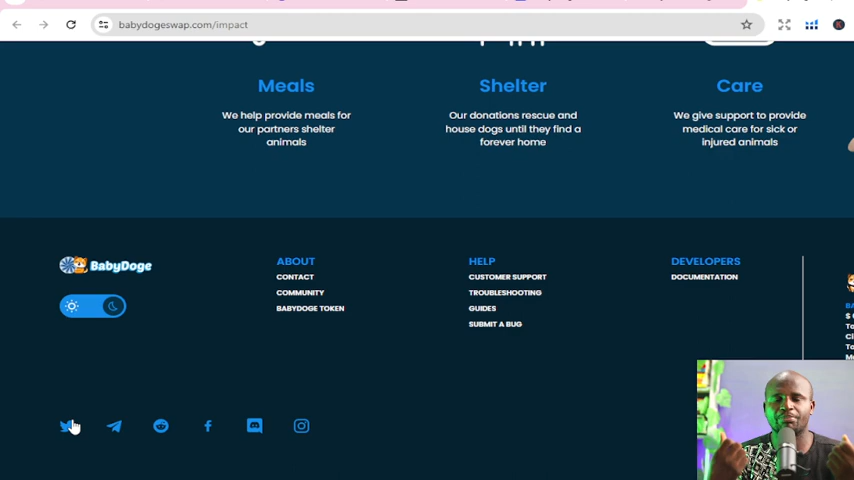 babydogeswap.com/impact
Meals
Shelter
Care
We help provide meals for
our partners shelter
animals
Our donations rescue and
house dogs until they find a
forever home
We give support to provide
medical care for sick or
injured animals
BabyDoge
ABOUT
CONTACT
COMMUNITY
BABYDOGE TOKEN
HELP
CUSTOMER SUPPORT
TROUBLESHOOTING
GUIDES
SUBMIT A BUG
DEVELOPERS
DOCUMENTATION